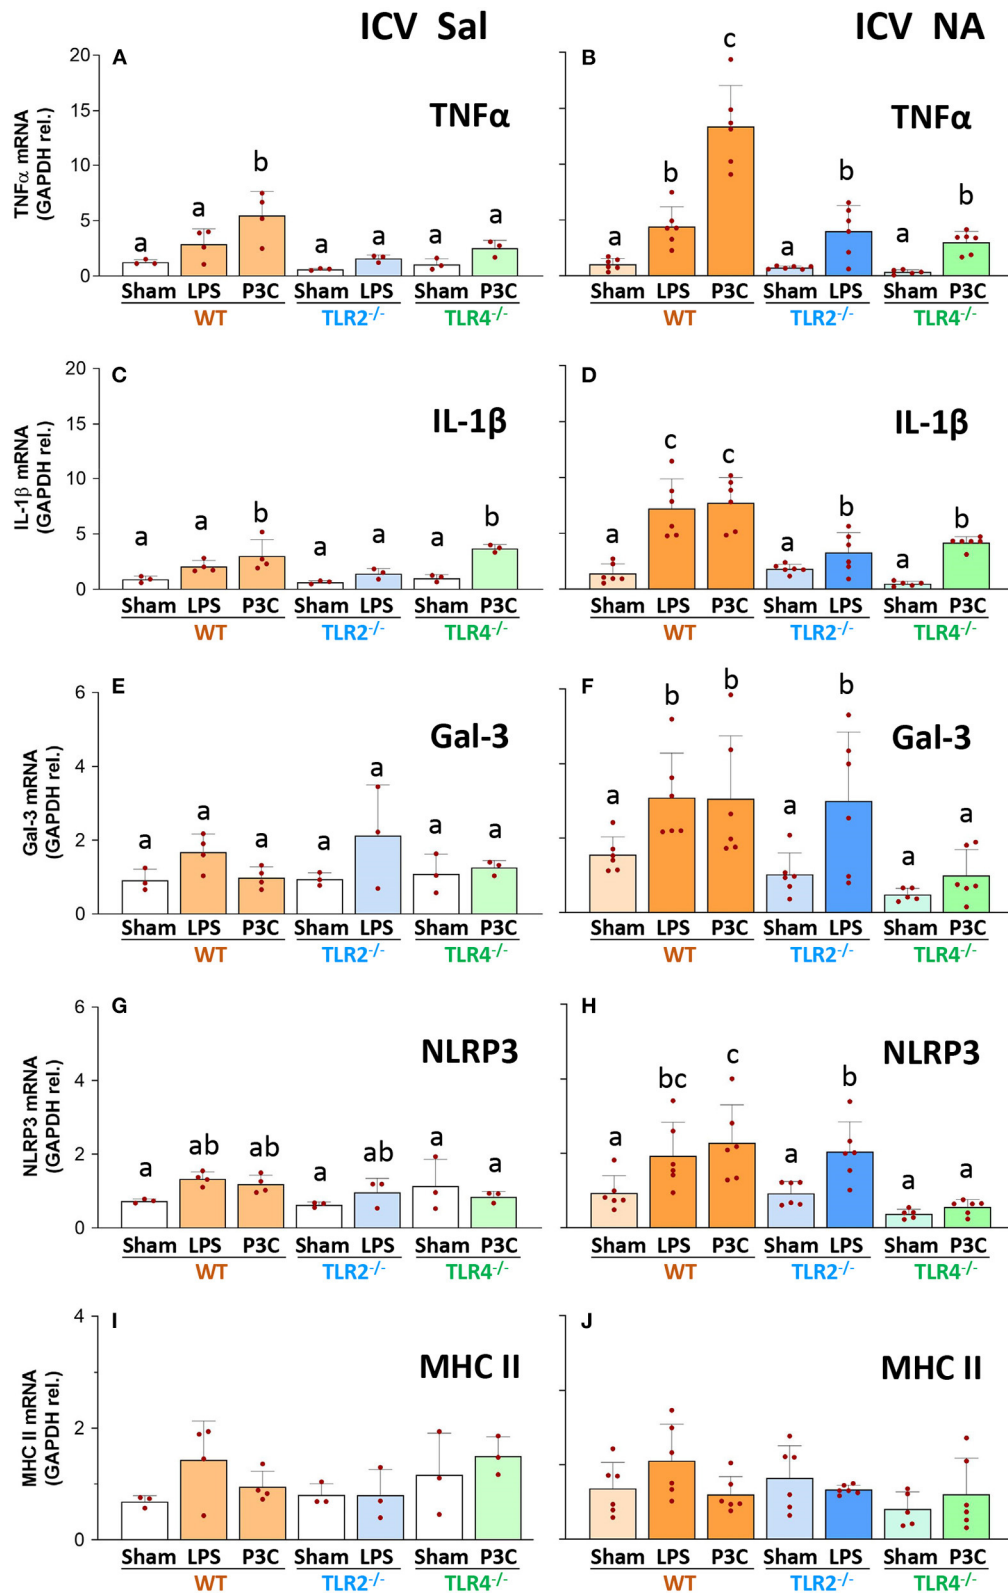 ICV Sal
ICV NA
A
TNFα
TNFα mRNA
(GAPDH rel.)
20
15
10
5
0
a
a
b
a
a
a
a
Sham LPS P3C Sham LPS Sham P3C
WT TLR2-/- TLR4-/-
B
TNFα
a
b
c
a
b
a
b
Sham LPS P3C Sham LPS Sham P3C
WT TLR2-/- TLR4-/-
C
IL-1β
IL-1β mRNA
(GAPDH rel.)
20
15
10
5
0
a
a
b
a
a
a
b
Sham LPS P3C Sham LPS Sham P3C
WT TLR2-/- TLR4-/-
D
IL-1β
a
c
c
a
b
a
b
Sham LPS P3C Sham LPS Sham P3C
WT TLR2-/- TLR4-/-
E
Gal-3
Gal-3 mRNA
(GAPDH rel.)
6
4
2
0
a
a
a
a
a
a
a
Sham LPS P3C Sham LPS Sham P3C
WT TLR2-/- TLR4-/-
F
Gal-3
a
b
b
a
b
a
a
Sham LPS P3C Sham LPS Sham P3C
WT TLR2-/- TLR4-/-
G
NLRP3
NLRP3 mRNA
(GAPDH rel.)
6
4
2
0
a
ab
ab
a
ab
a
a
Sham LPS P3C Sham LPS Sham P3C
WT TLR2-/- TLR4-/-
H
NLRP3
a
bc
c
a
b
a
a
Sham LPS P3C Sham LPS Sham P3C
WT TLR2-/- TLR4-/-
I
MHC II
MHC II mRNA
(GAPDH rel.)
4
2
0
Sham LPS P3C Sham LPS Sham P3C
WT TLR2-/- TLR4-/-
J
MHC II
Sham LPS P3C Sham LPS Sham P3C
WT TLR2-/- TLR4-/-